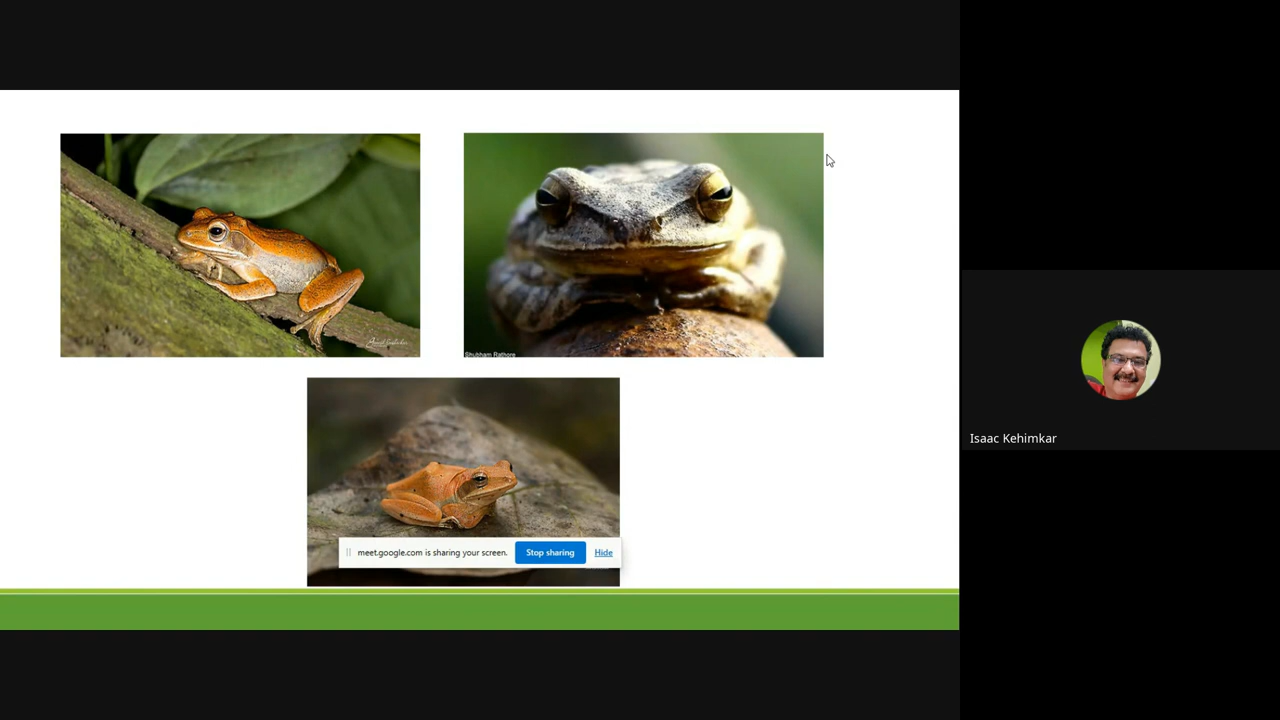 Shubham Rathore
meet.google.com is sharing your screen.
Stop sharing
Hide
Isaac Kehimkar